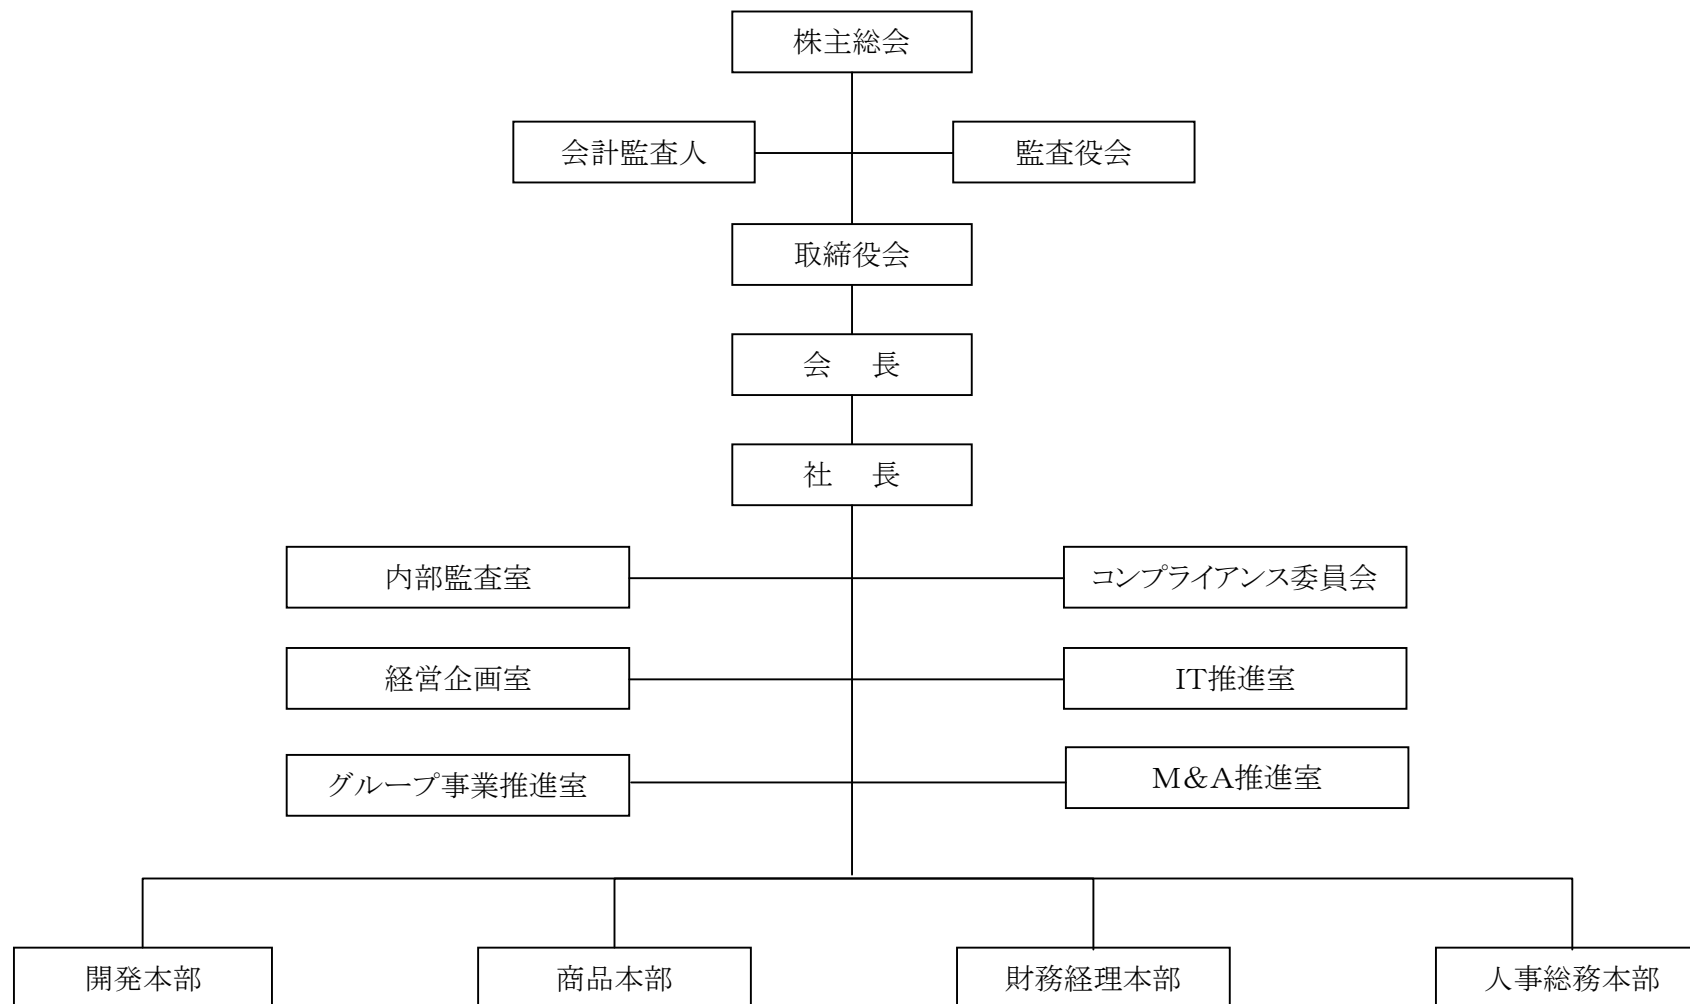 株主総会
会計監査人
監査役会
取締役会
会　長
社　長
内部監査室
コンプライアンス委員会
経営企画室
IT推進室
グループ事業推進室
M&A推進室
開発本部
商品本部
財務経理本部
人事総務本部